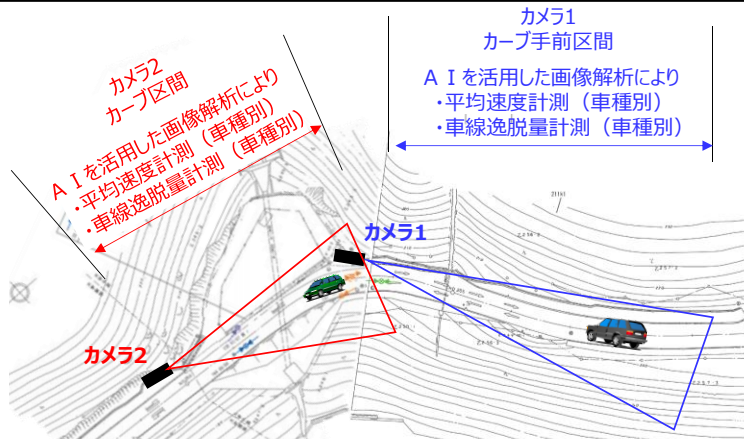 カメラ1
カーブ手前区間
ＡＩを活用した画像解析により
・平均速度計測（車種別）
・車線逸脱量計測（車種別）
カメラ2
カーブ区間
ＡＩを活用した画像解析により
・平均速度計測（車種別）
・車線逸脱量計測（車種別）
カメラ1
カメラ2